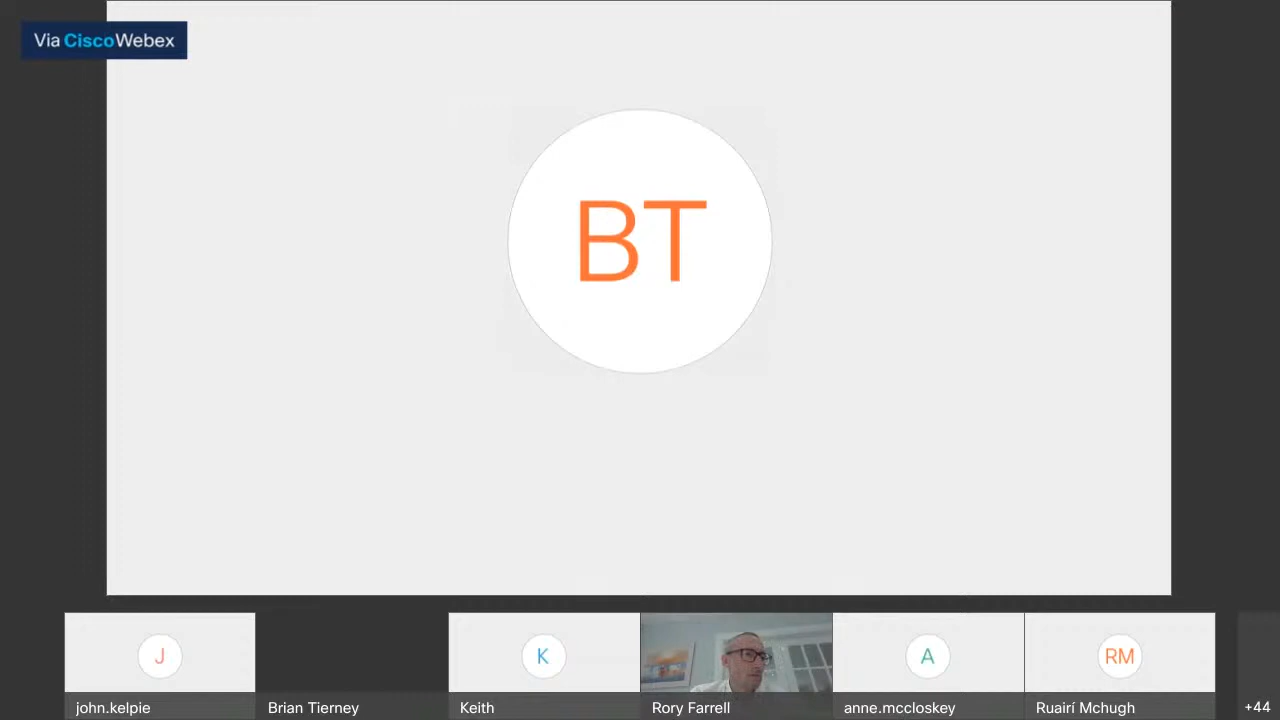 Via CiscoWebex
BT
J
K
A
RM
john.kelpie
Brian Tierney
Keith
Rory Farrell
anne.mccloskey
Ruairí Mchugh
+44